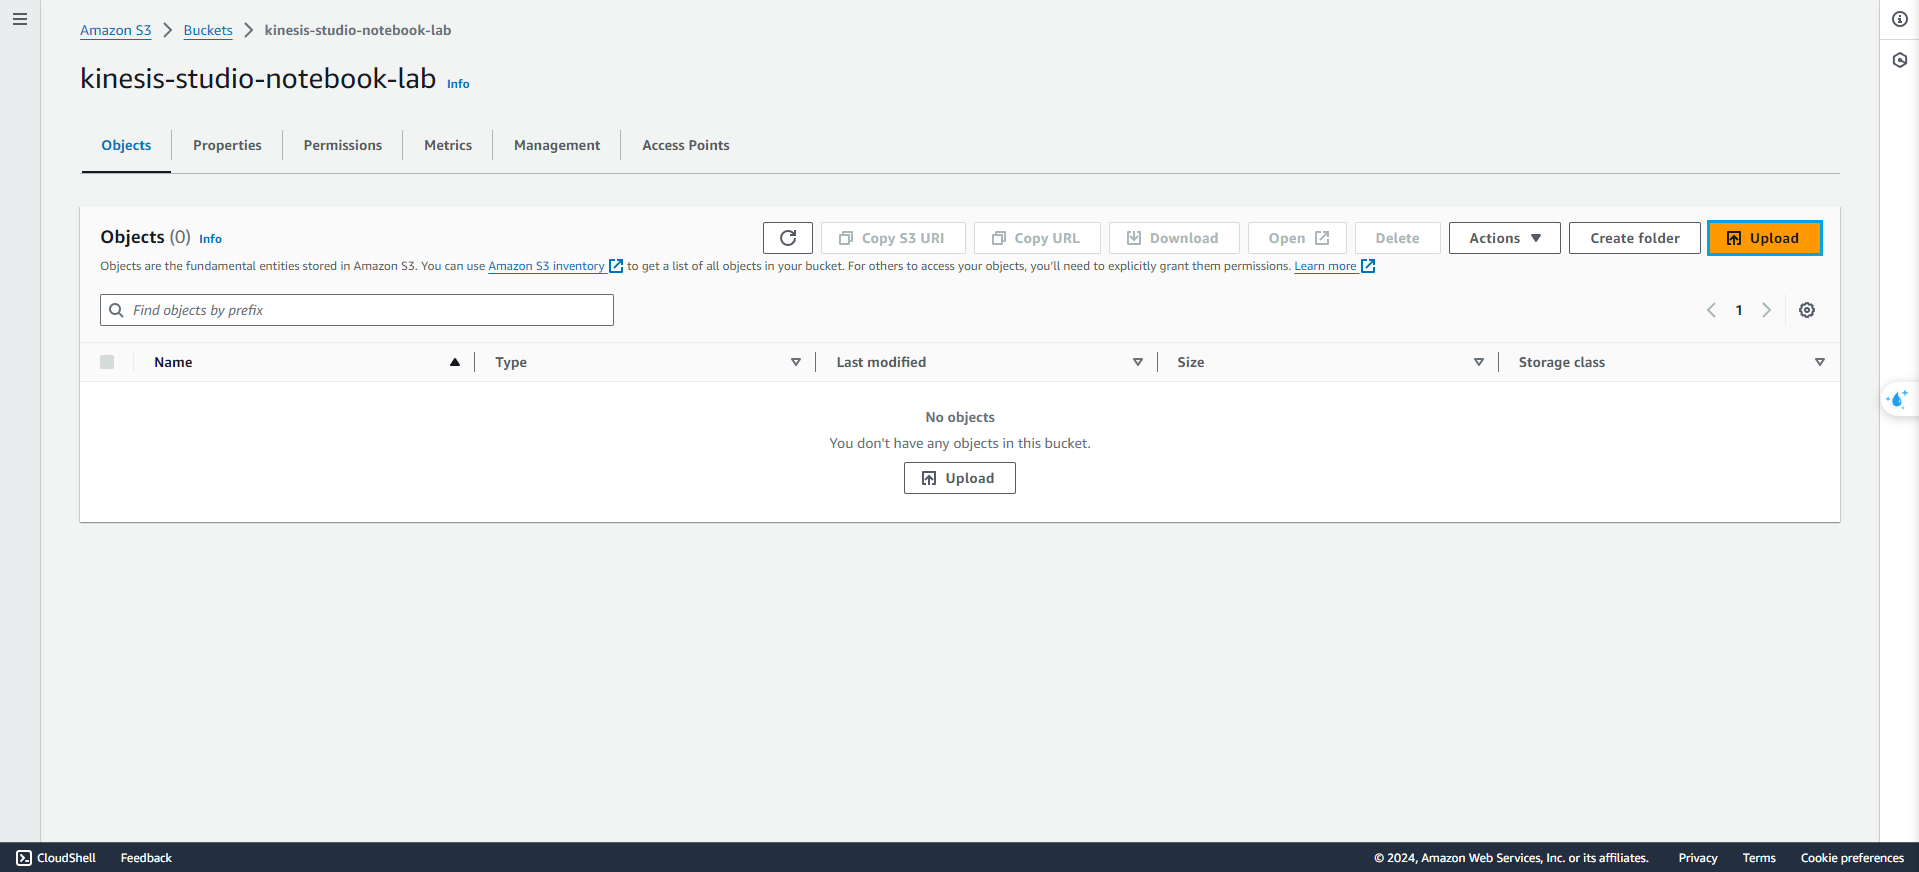 Amazon S3 > Buckets > kinesis-studio-notebook-lab
kinesis-studio-notebook-lab Info
Objects Properties Permissions Metrics Management Access Points
Objects (0) Info Copy S3 URI Copy URL Download Open Delete Actions Create folder Upload
Objects are the fundamental entities stored in Amazon S3. You can use Amazon S3 inventory to get a list of all objects in your bucket. For others to access your objects, you'll need to explicitly grant them permissions. Learn more
Find objects by prefix 1
Name Type Last modified Size Storage class
No objects
You don't have any objects in this bucket.
Upload
CloudShell Feedback © 2024, Amazon Web Services, Inc. or its affiliates. Privacy Terms Cookie preferences